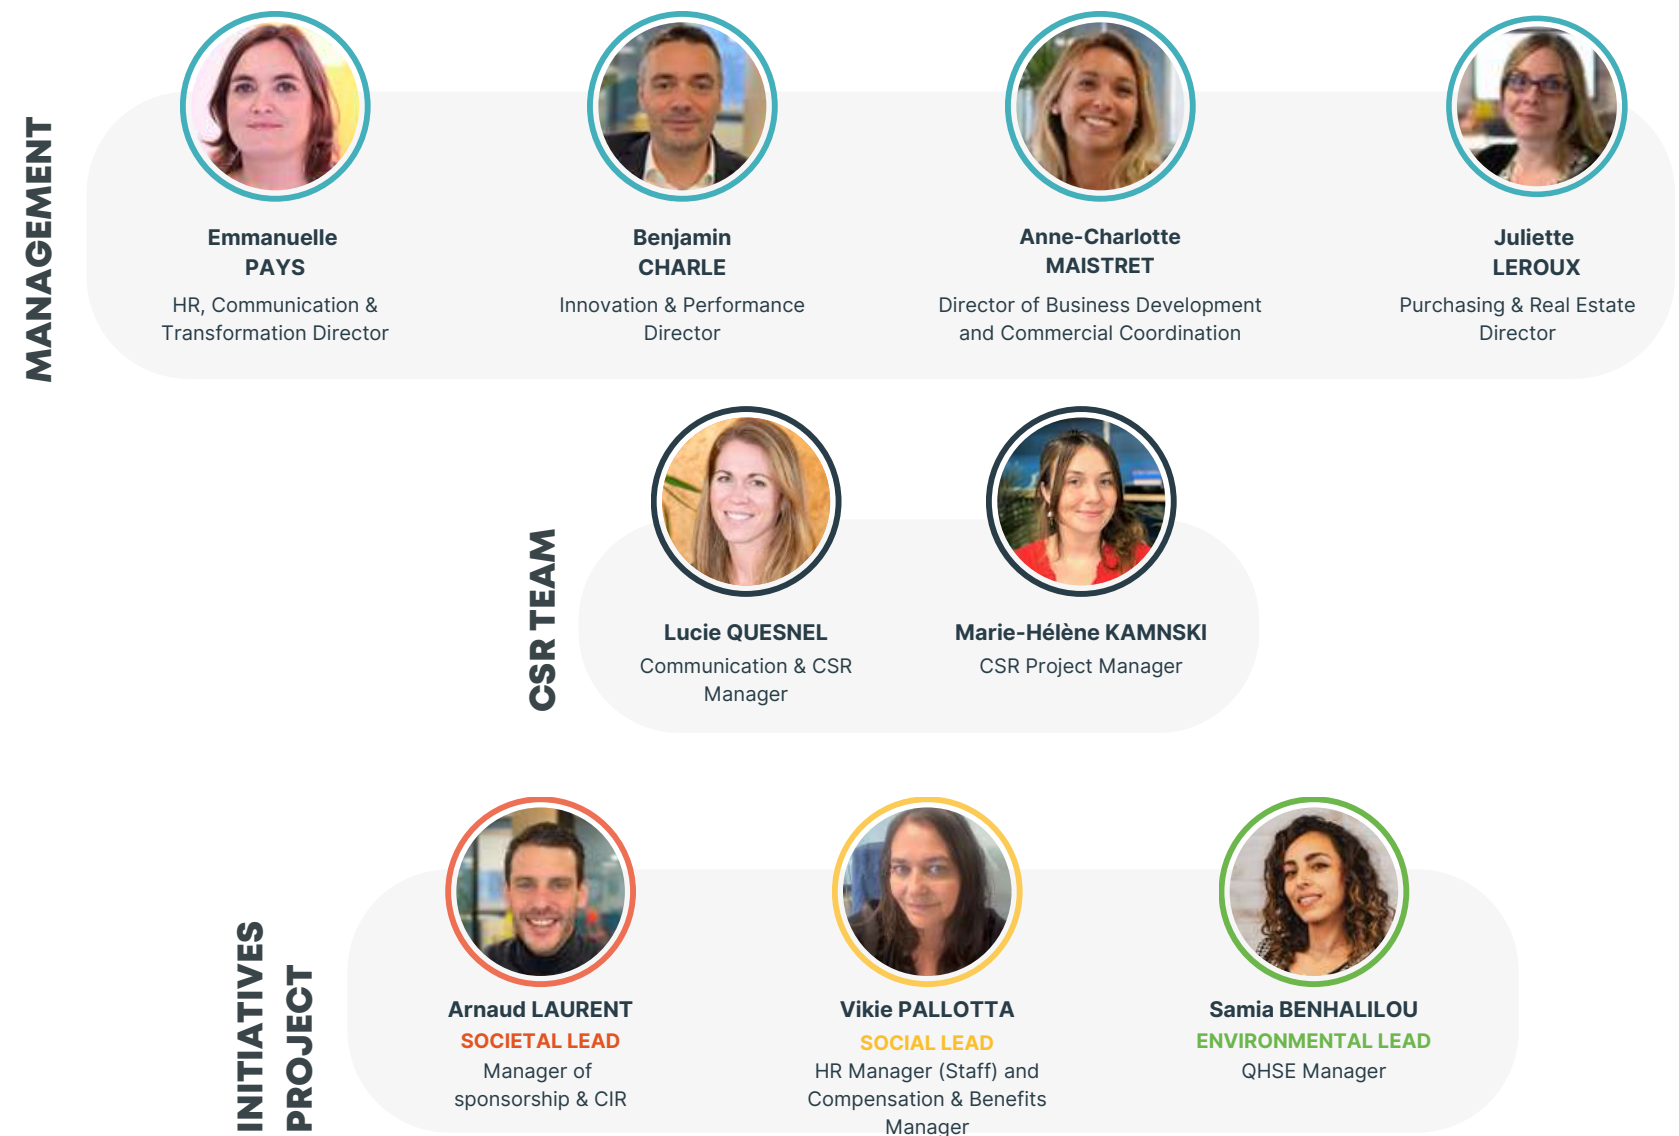 MANAGEMENT
Emmanuelle
PAYS
HR, Communication &
Transformation Director
Benjamin
CHARLE
Innovation & Performance
Director
Anne-Charlotte
MAISTRET
Director of Business Development
and Commercial Coordination
Juliette
LEROUX
Purchasing & Real Estate
Director
CSR TEAM
Lucie QUESNEL
Communication & CSR
Manager
Marie-Hélène KAMNSKI
CSR Project Manager
INITIATIVES
PROJECT
Arnaud LAURENT
SOCIETAL LEAD
Manager of
sponsorship & CIR
Vikie PALLOTTA
SOCIAL LEAD
HR Manager (Staff) and
Compensation & Benefits
Manager
Samia BENHALILOU
ENVIRONMENTAL LEAD
QHSE Manager